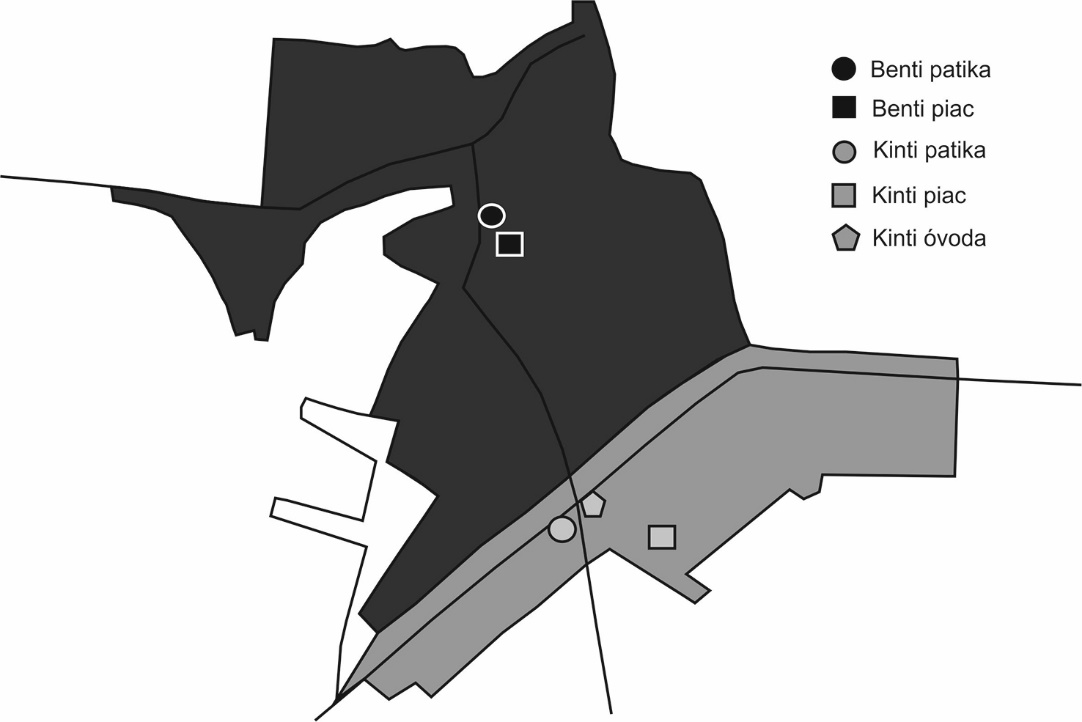 Benti patika
Benti piac
Kinti patika
Kinti piac
Kinti óvoda